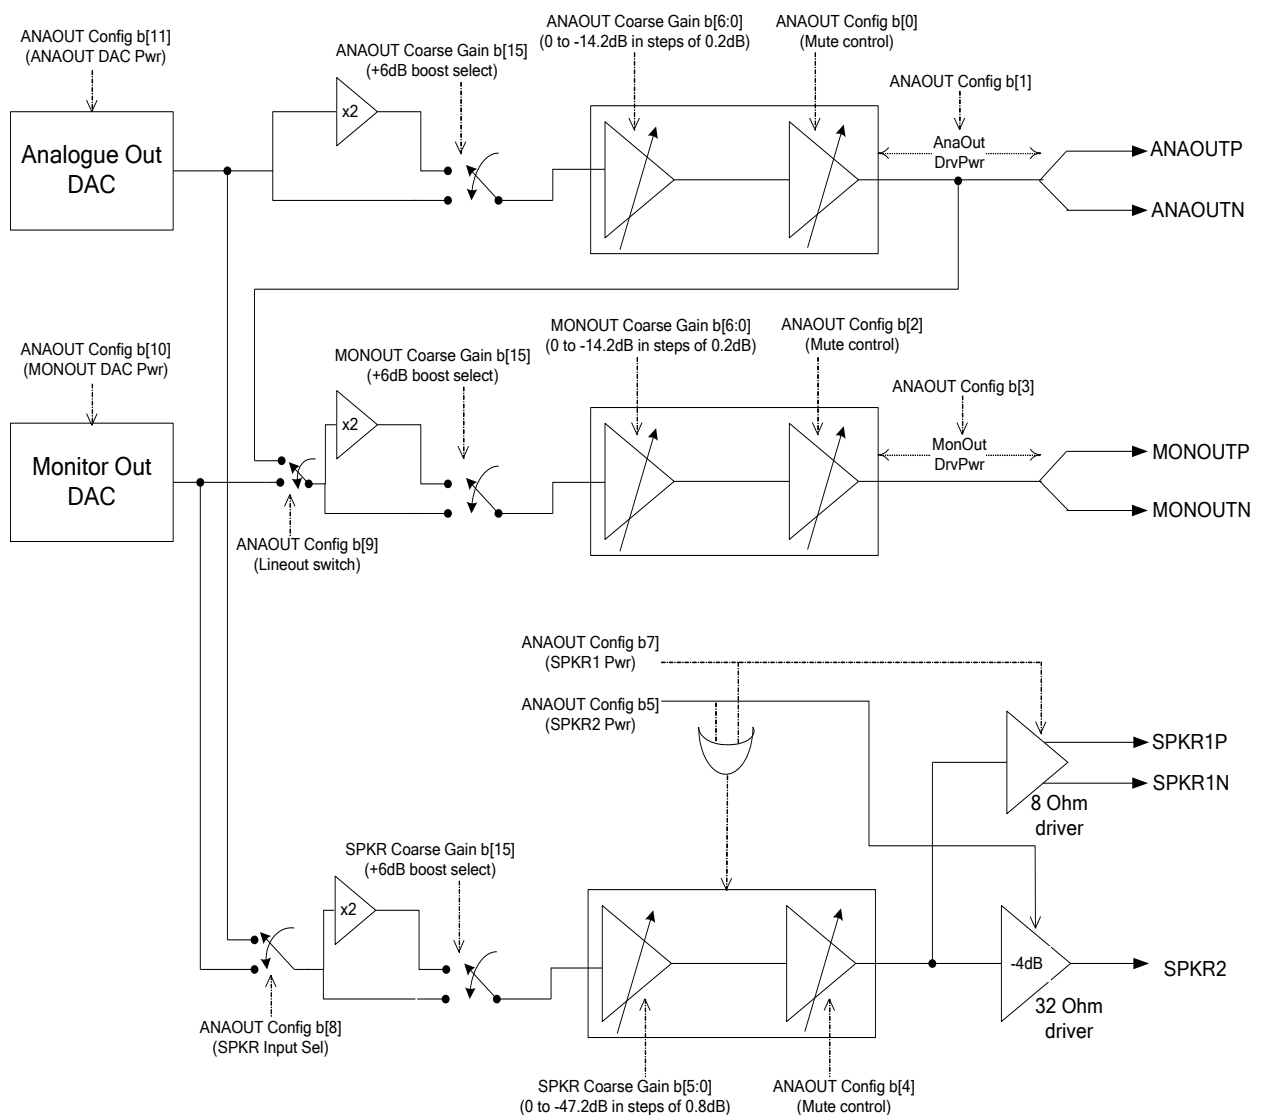 ANAOUT Config b[11]
(ANAOUT DAC Pwr)
ANAOUT Coarse Gain b[15]
(+6dB boost select)
ANAOUT Coarse Gain b[6:0]
(0 to -14.2dB in steps of 0.2dB)
ANAOUT Config b[0]
(Mute control)
ANAOUT Config b[1]
Analogue Out
DAC
x2
AnaOut
DrvPwr
ANAOUTP
ANAOUTN
ANAOUT Config b[10]
(MONOUT DAC Pwr)
MONOUT Coarse Gain b[15]
(+6dB boost select)
MONOUT Coarse Gain b[6:0]
(0 to -14.2dB in steps of 0.2dB)
ANAOUT Config b[2]
(Mute control)
ANAOUT Config b[3]
Monitor Out
DAC
x2
MonOut
DrvPwr
MONOUTP
MONOUTN
ANAOUT Config b[9]
(Lineout switch)
ANAOUT Config b7]
(SPKR1 Pwr)
ANAOUT Config b5]
(SPKR2 Pwr)
SPKR1P
SPKR1N
8 Ohm
driver
SPKR Coarse Gain b[15]
(+6dB boost select)
x2
-4dB
SPKR2
32 Ohm
driver
ANAOUT Config b[8]
(SPKR Input Sel)
SPKR Coarse Gain b[5:0]
(0 to -47.2dB in steps of 0.8dB)
ANAOUT Config b[4]
(Mute control)